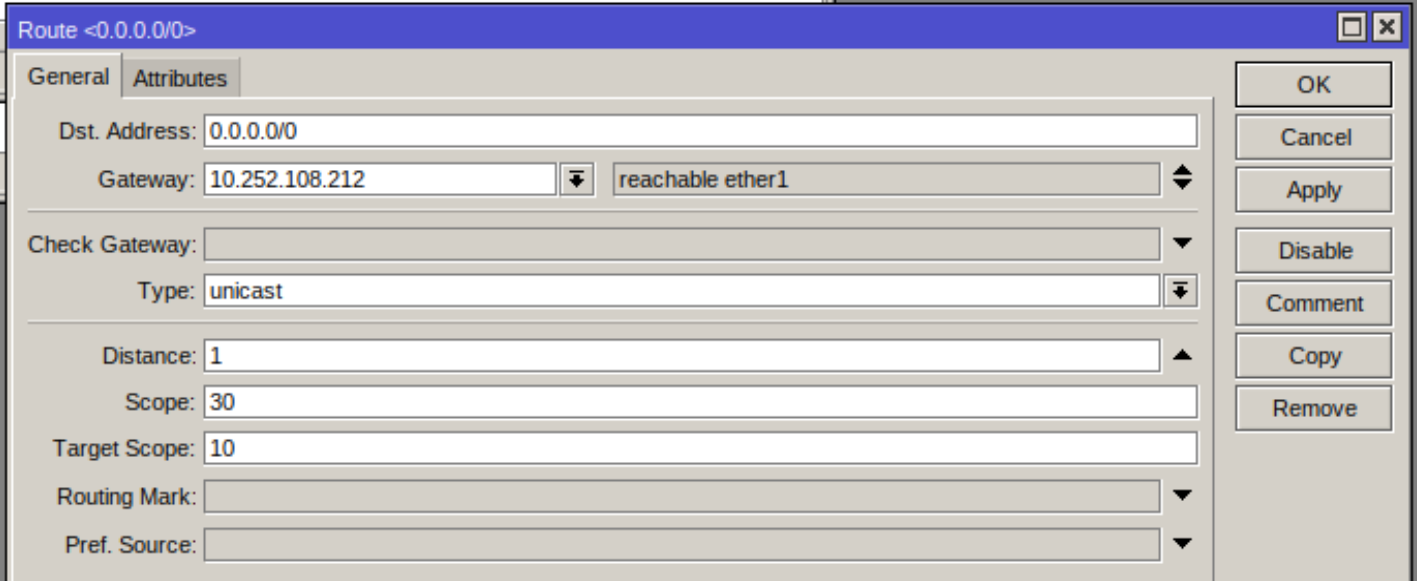 Route <0.0.0.0/0>
General Attributes
OK
Dst. Address: 0.0.0.0/0
Cancel
Gateway: 10.252.108.212 reachable ether1
Apply
Check Gateway:
Disable
Type: unicast
Comment
Distance: 1
Copy
Scope: 30
Remove
Target Scope: 10
Routing Mark:
Pref. Source: